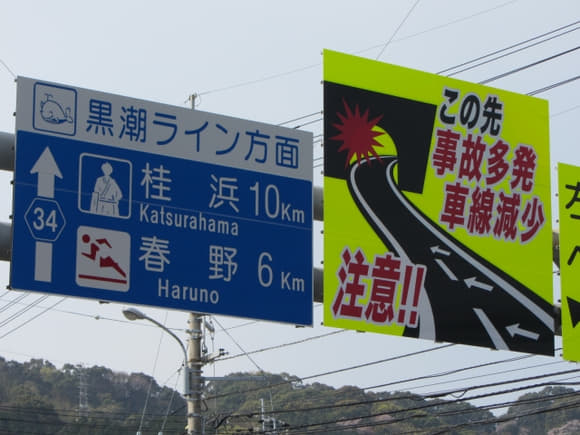 黒潮ライン方面
34
桂浜 10Km
Katsurahama
春野 6Km
Haruno
この先
事故多発
車線減少
注意!!